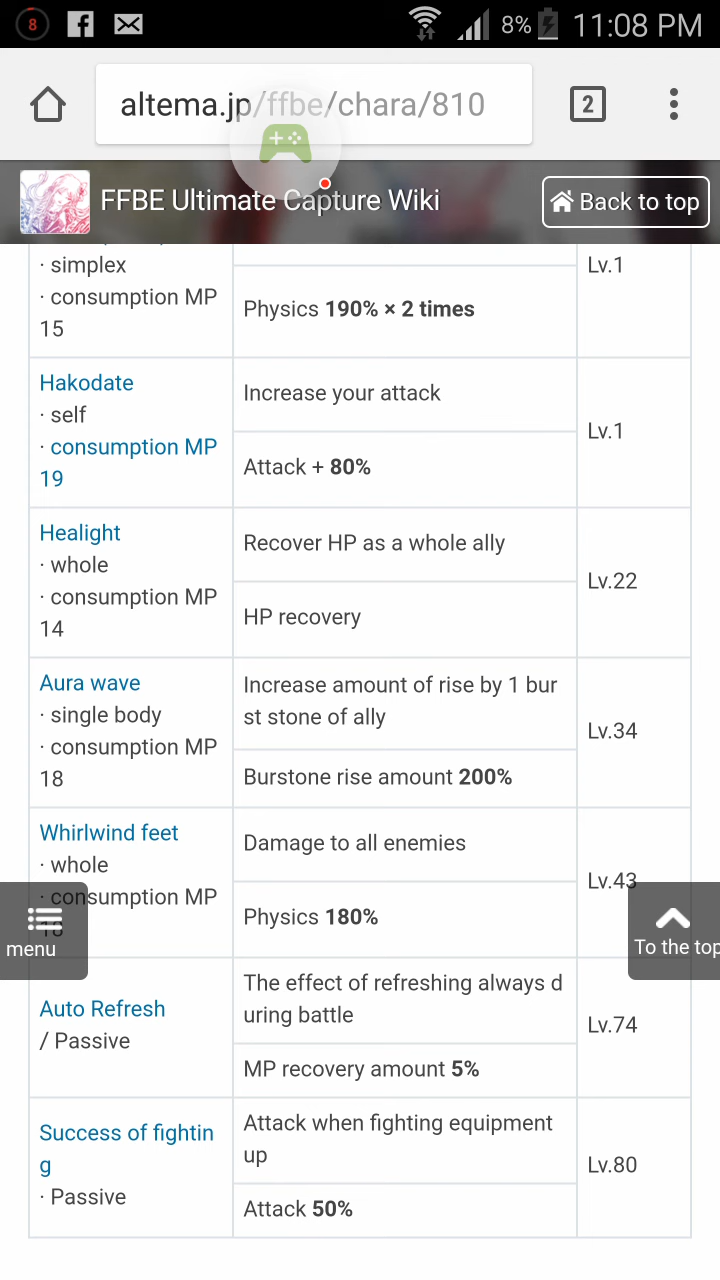 8
8%
11:08 PM
altema.jp/ffbe/chara/810
2
FFBE Ultimate Capture Wiki
Back to top
· simplex
· consumption MP
15
Physics 190% × 2 times
Lv.1
Hakodate
· self
· consumption MP
19
Increase your attack
Attack + 80%
Lv.1
Healight
· whole
· consumption MP
14
Recover HP as a whole ally
HP recovery
Lv.22
Aura wave
· single body
· consumption MP
18
Increase amount of rise by 1 bur
st stone of ally
Burstone rise amount 200%
Lv.34
Whirlwind feet
· whole
· consumption MP
Damage to all enemies
Physics 180%
Lv.43
menu
To the top
Auto Refresh
/ Passive
The effect of refreshing always d
uring battle
MP recovery amount 5%
Lv.74
Success of fightin
g
· Passive
Attack when fighting equipment
up
Attack 50%
Lv.80